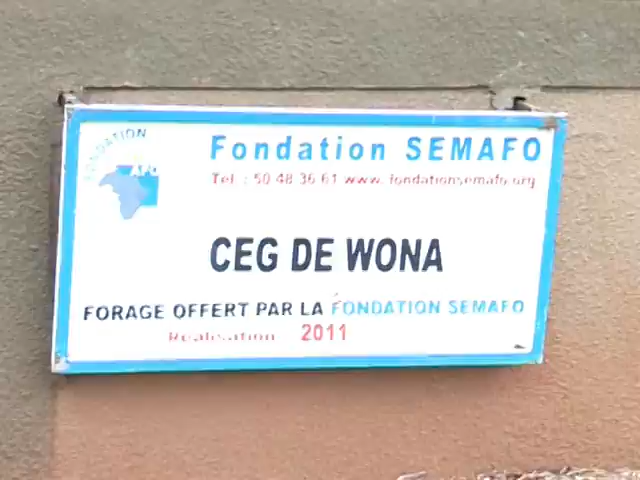 FONDATION
Fondation SEMAFO
Tel : 50 48 36 61 www. fondationsemafo.org
CEG DE WONA
FORAGE OFFERT PAR LA FONDATION SEMAFO
Réalisation 2011